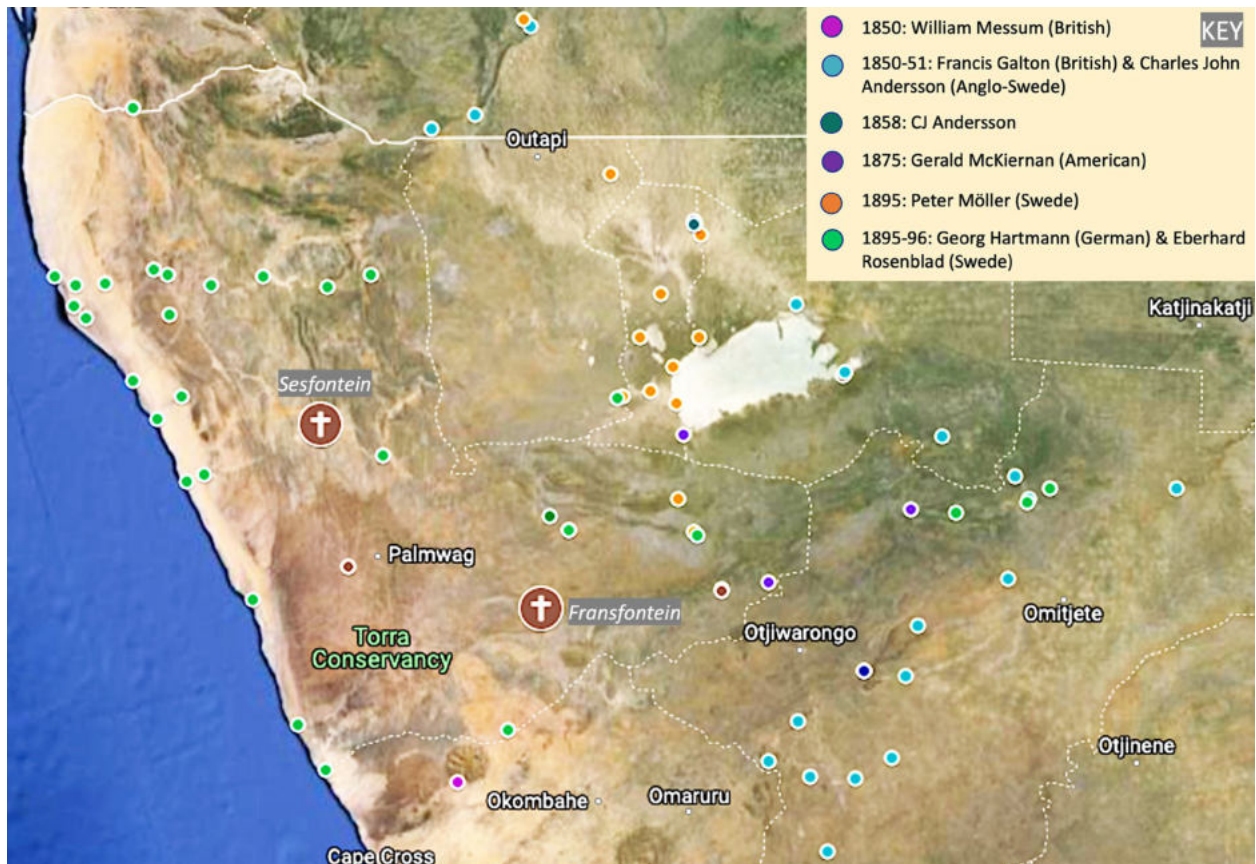 KEY
1850: William Messum (British)
1850-51: Francis Galton (British) & Charles John
Andersson (Anglo-Swede)
1858: CJ Andersson
1875: Gerald McKiernan (American)
1895: Peter Möller (Swede)
1895-96: Georg Hartmann (German) & Eberhard
Rosenblad (Swede)
Outapi
Katjinakatji
Sesfontein
Palmwag
Fransfontein
Omitjete
Otjiwarongo
Torra
Conservancy
Otjinene
Okombahe
Omaruru
Cape Cross